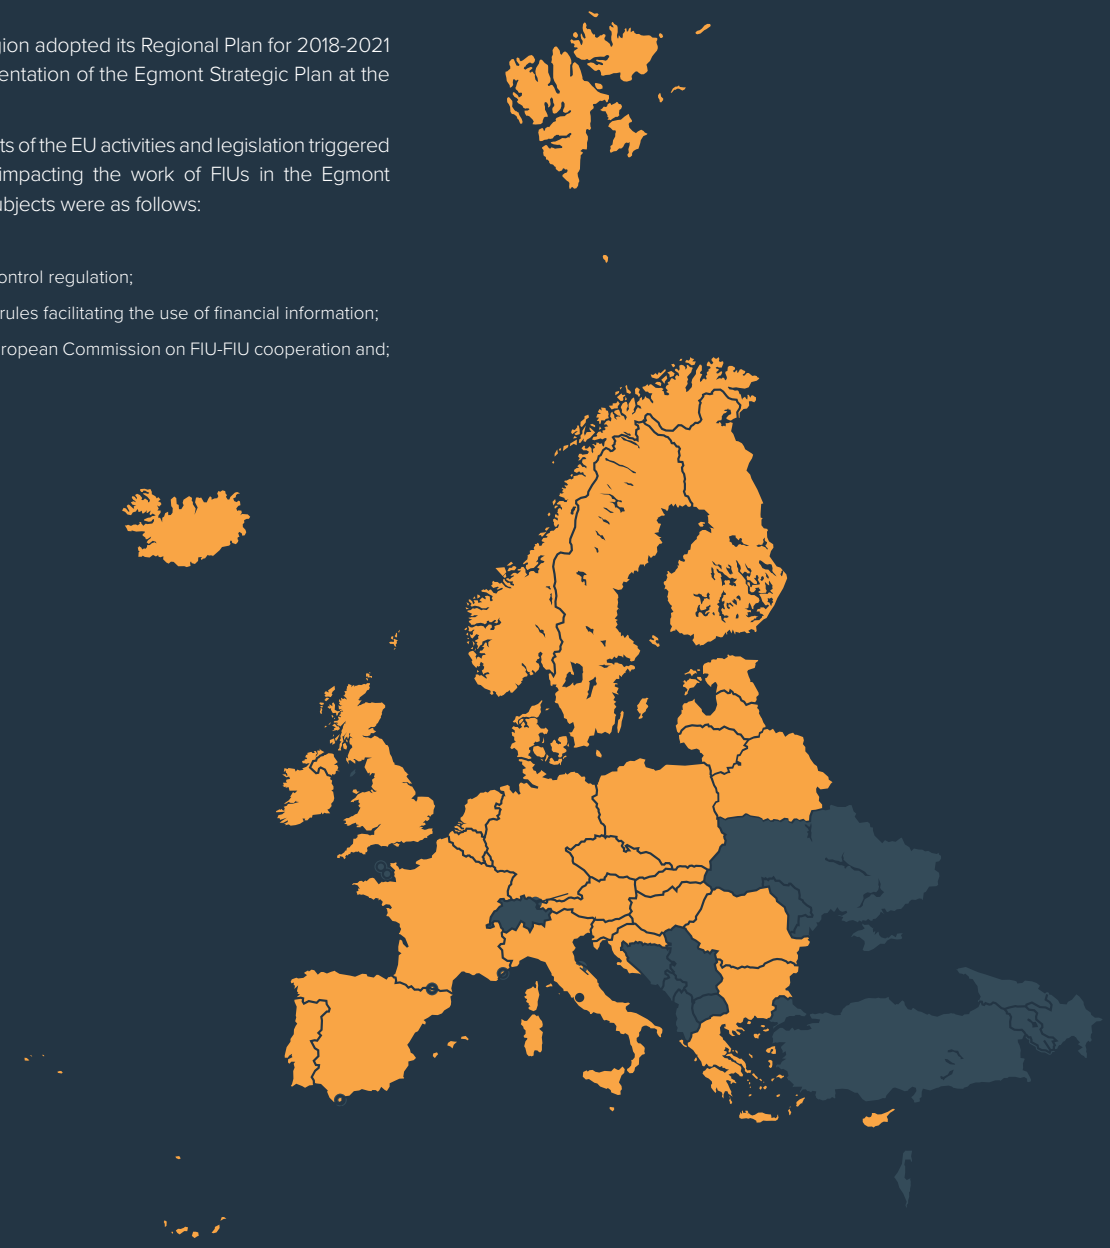 gion adopted its Regional Plan for 2018-2021
entation of the Egmont Strategic Plan at the
ts of the EU activities and legislation triggered
impacting the work of FIUs in the Egmont
ubjects were as follows:
ontrol regulation;
rules facilitating the use of financial information;
ropean Commission on FIU-FIU cooperation and;